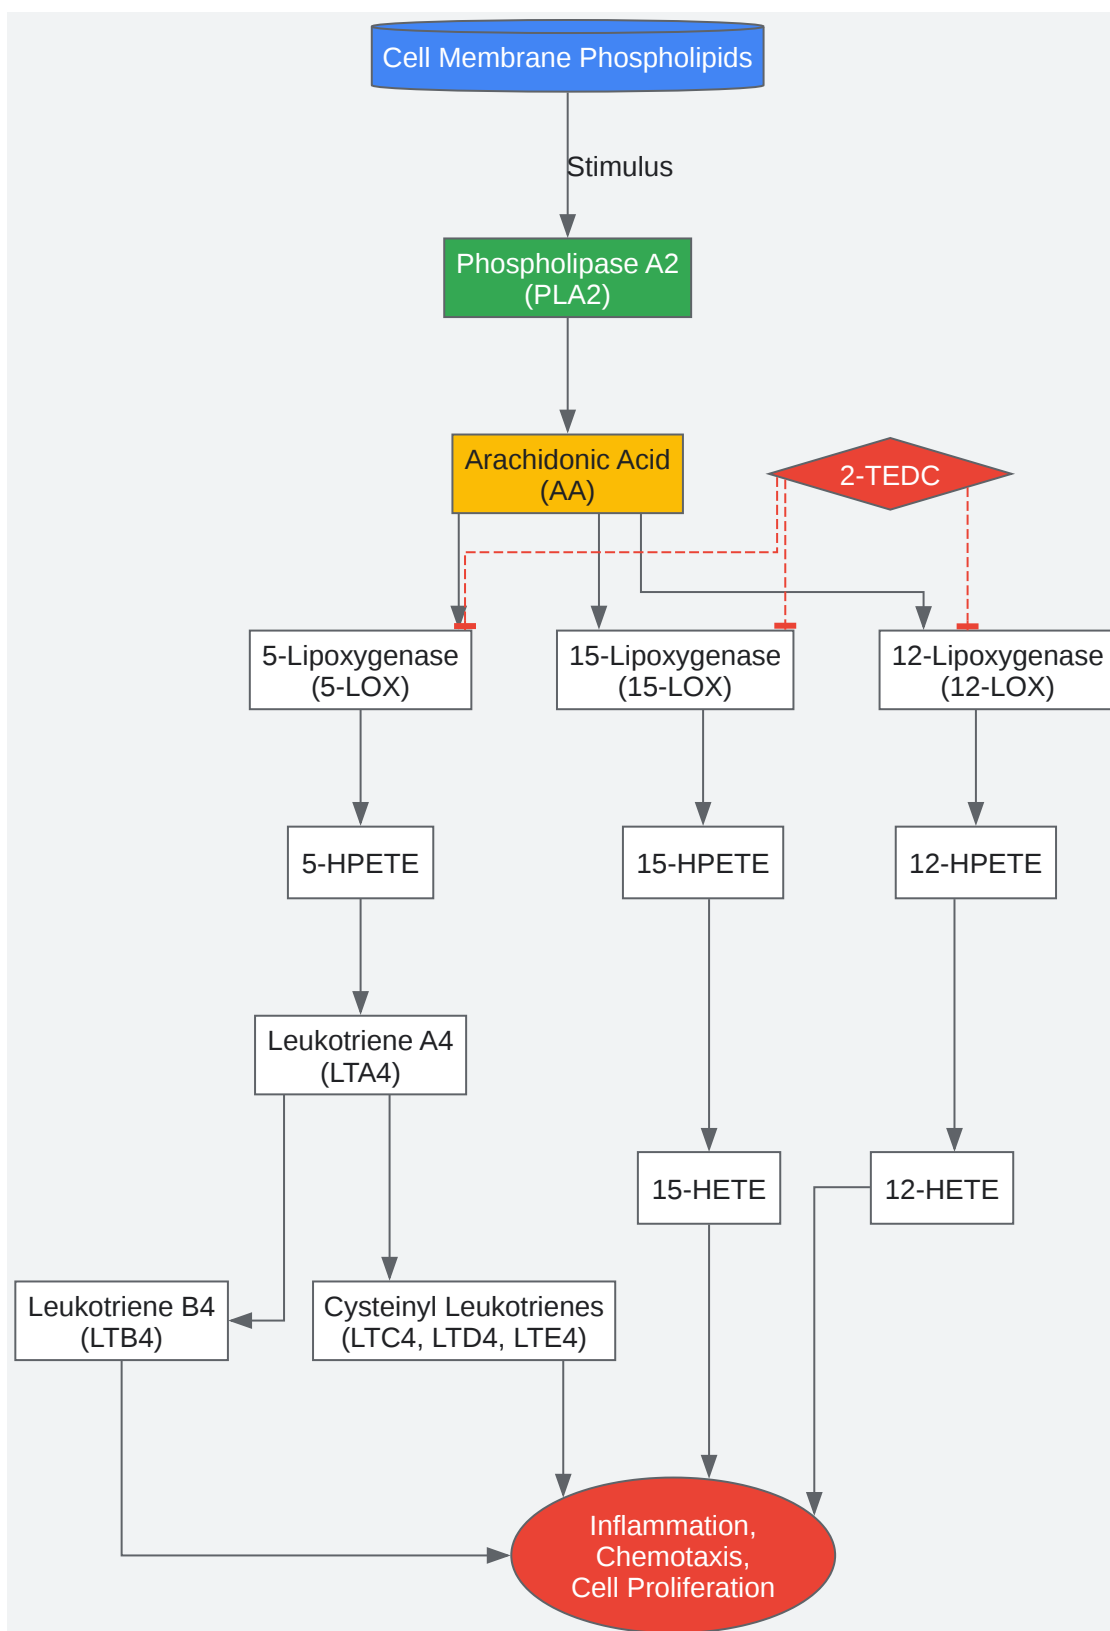 Cell Membrane Phospholipids
Stimulus
Phospholipase A2
(PLA2)
Arachidonic Acid
(AA)
2-TEDC
5-Lipoxygenase
(5-LOX)
15-Lipoxygenase
(15-LOX)
12-Lipoxygenase
(12-LOX)
5-HPETE
15-HPETE
12-HPETE
Leukotriene A4
(LTA4)
15-HETE
12-HETE
Leukotriene B4
(LTB4)
Cysteinyl Leukotrienes
(LTC4, LTD4, LTE4)
Inflammation,
Chemotaxis,
Cell Proliferation